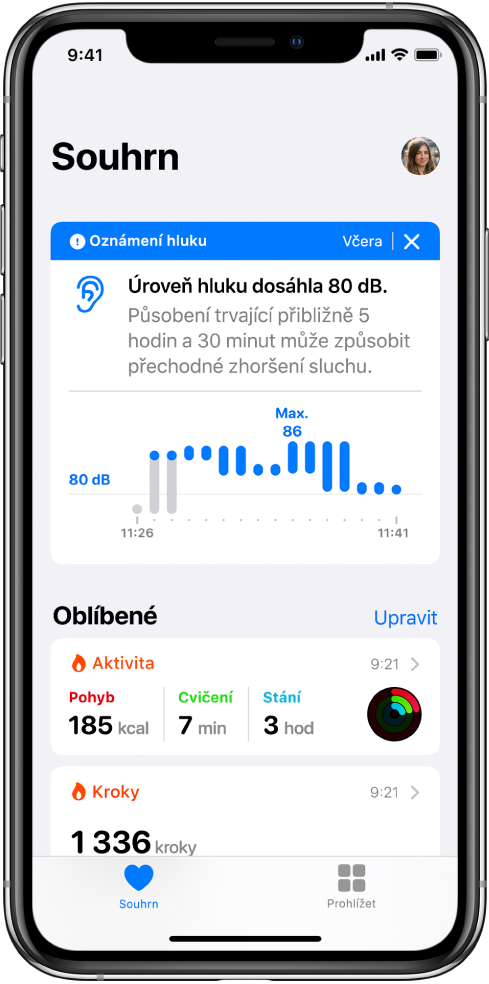 9:41
Souhrn
Oznámení hluku Včera
Úroveň hluku dosáhla 80 dB.
Působení trvající přibližně 5
hodin a 30 minut může způsobit
přechodné zhoršení sluchu.
Max.
86
80 dB
11:26 11:41
Oblíbené Upravit
Aktivita 9:21
Pohyb Cvičení Stání
185 kcal 7 min 3 hod
Kroky 9:21
1 336 kroky
Souhrn Prohlížet